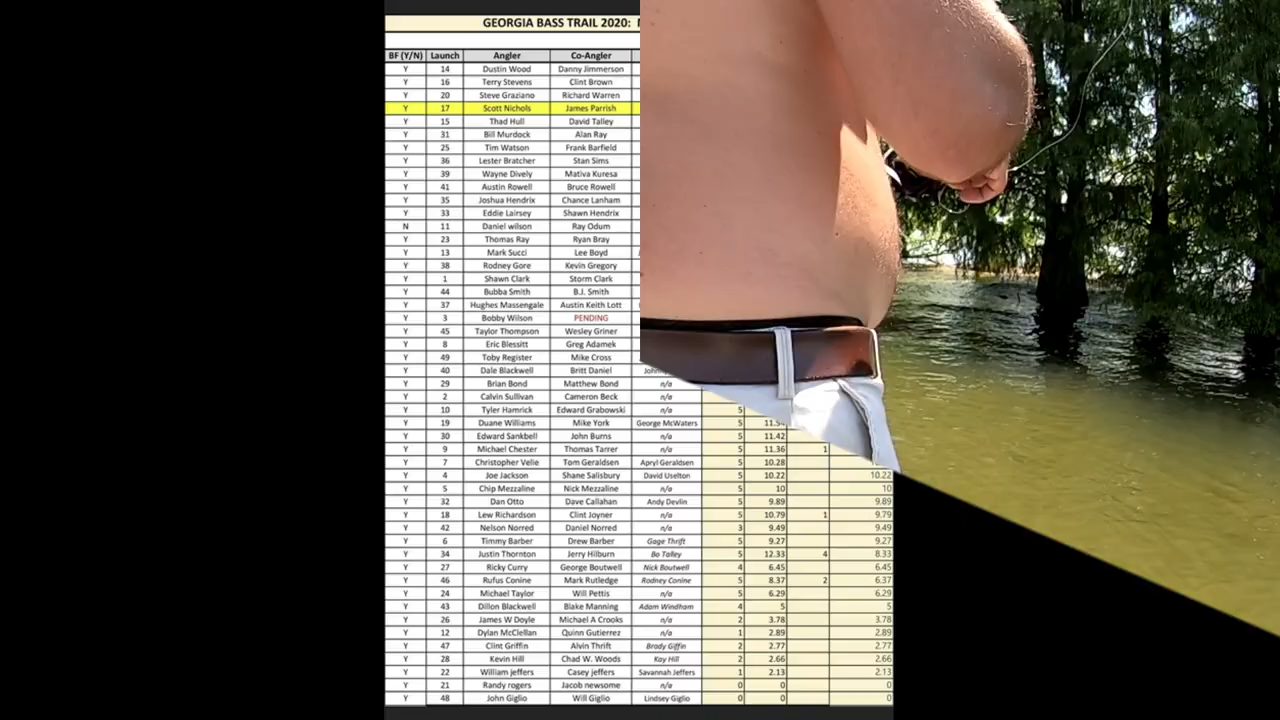 GEORGIA BASS TRAIL 2020:
BF (Y/N) Launch Angler Co-Angler
Y 14 Dustin Wood Danny Jimmerson
Y 16 Terry Stevens Clint Brown
Y 20 Steve Graziano Richard Warren
Y 17 Scott Nichols James Parrish
Y 15 Thad Hull David Talley
Y 31 Bill Murdock Alan Ray
Y 25 Tim Watson Frank Barfield
Y 36 Lester Bratcher Stan Sims
Y 39 Wayne Dively Mativa Kuresa
Y 41 Austin Rowell Bruce Rowell
Y 35 Joshua Hendrix Chance Lanham
Y 33 Eddie Lairsey Shawn Hendrix
N 11 Daniel wilson Ray Odum
Y 23 Thomas Ray Ryan Bray
Y 13 Mark Succi Lee Boyd
Y 38 Rodney Gore Kevin Gregory
Y 1 Shawn Clark Storm Clark
Y 44 Bubba Smith B.J. Smith
Y 37 Hughes Massengale Austin Keith Lott
Y 3 Bobby Wilson PENDING
Y 45 Taylor Thompson Wesley Griner
Y 8 Eric Blessitt Greg Adamek
Y 49 Toby Register Mike Cross
Y 40 Dale Blackwell Britt Daniel
Y 29 Brian Bond Matthew Bond n/a
Y 2 Calvin Sullivan Cameron Beck n/a
Y 10 Tyler Hamrick Edward Grabowski n/a 5
Y 19 Duane Williams Mike York George McWaters 5 11.54
Y 30 Edward Sankbell John Burns n/a 5 11.42
Y 9 Michael Chester Thomas Tarrer n/a 5 11.36 1
Y 7 Christopher Velie Tom Geraldsen Apryl Geraldsen 5 10.28
Y 4 Joe Jackson Shane Salisbury David Uselton 5 10.22 10.22
Y 5 Chip Mezzaline Nick Mezzaline n/a 5 10 10
Y 32 Dan Otto Dave Callahan Andy Devlin 5 9.89 9.89
Y 18 Lew Richardson Clint Joyner n/a 5 10.79 1 9.79
Y 42 Nelson Norred Daniel Norred n/a 3 9.49 9.49
Y 6 Timmy Barber Drew Barber Gage Thrift 5 9.27 9.27
Y 34 Justin Thornton Jerry Hilburn Bo Talley 5 12.33 4 8.33
Y 27 Ricky Curry George Boutwell Nick Boutwell 4 6.45 6.45
Y 46 Rufus Conine Mark Rutledge Rodney Conine 5 8.37 2 6.37
Y 24 Michael Taylor Will Pettis n/a 5 6.29 6.29
Y 43 Dillon Blackwell Blake Manning Adam Windham 4 5 5
Y 26 James W Doyle Michael A Crooks n/a 2 3.78 3.78
Y 12 Dylan McClellan Quinn Gutierrez n/a 1 2.89 2.89
Y 47 Clint Griffin Alvin Thrift Brody Giffin 2 2.77 2.77
Y 28 Kevin Hill Chad W. Woods Kay Hill 2 2.66 2.66
Y 22 William jeffers Casey jeffers Savannah Jeffers 1 2.13 2.13
Y 21 Randy rogers Jacob newsome n/a 0 0 0
Y 48 John Giglio Will Giglio Lindsey Giglio 0 0 0